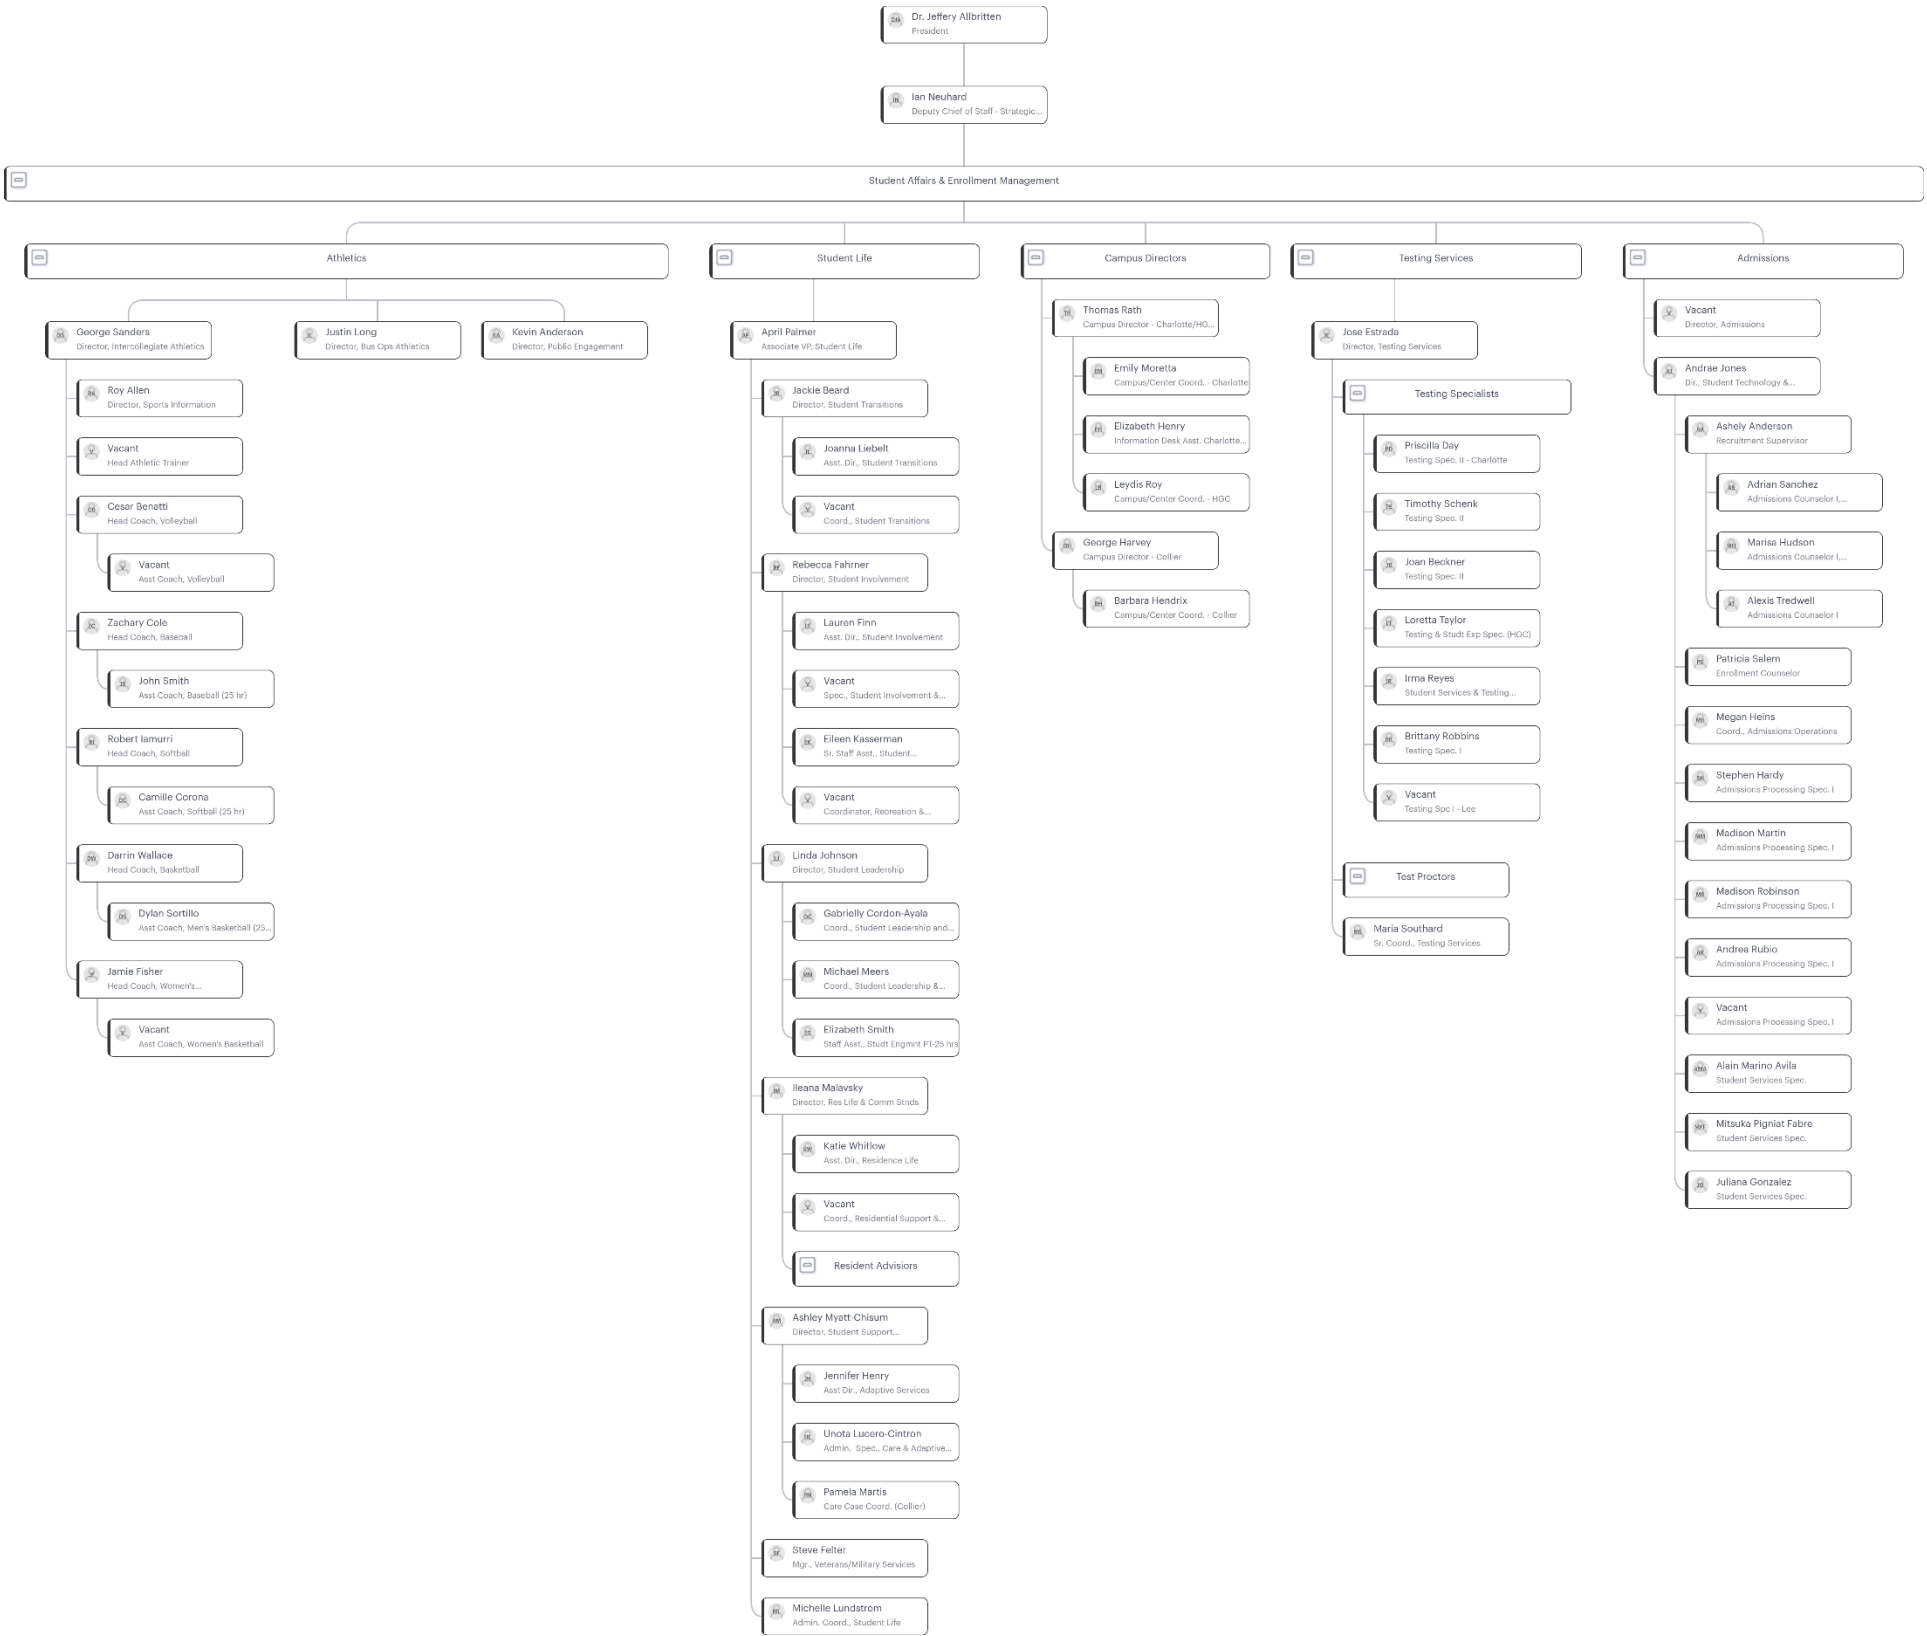 Dr. Jeffery Allbritten
President
Ian Neuhard
Deputy Chief of Staff - Strategic...
Student Affairs & Enrollment Management
Athletics
George Sanders
Director, Intercollegiate Athletics
Justin Long
Director, Bus Ops Athletics
Kevin Anderson
Director, Public Engagement
Roy Allen
Director, Sports Information
Vacant
Head Athletic Trainer
Cesar Benatti
Head Coach, Volleyball
Vacant
Asst Coach, Volleyball
Zachary Cole
Head Coach, Baseball
John Smith
Asst Coach, Baseball (25 hr)
Robert Iamurri
Head Coach, Softball
Camille Corona
Asst Coach, Softball (25 hr)
Darrin Wallace
Head Coach, Basketball
Dylan Sortillo
Asst Coach, Men's Basketball (25...
Jamie Fisher
Head Coach, Women's...
Vacant
Asst Coach, Women's Basketball
Student Life
April Palmer
Associate VP, Student Life
Jackie Beard
Director, Student Transitions
Joanna Liebelt
Asst. Dir., Student Transitions
Vacant
Coord., Student Transitions
Rebecca Fahrner
Director, Student Involvement
Lauren Finn
Asst. Dir., Student Involvement
Vacant
Spec., Student Involvement &...
Eileen Kasserman
Sr. Staff Asst., Student...
Vacant
Coordinator, Recreation &...
Linda Johnson
Director, Student Leadership
Gabrielly Cordon-Ayala
Coord., Student Leadership and...
Michael Meers
Coord., Student Leadership &...
Elizabeth Smith
Staff Asst., Studt Engmnt PT-25 hrs
Ileana Malavsky
Director, Res Life & Comm Stnds
Katie Whitlow
Asst. Dir., Residence Life
Vacant
Coord., Residential Support &...
Resident Advisiors
Ashley Myatt-Chisum
Director, Student Support...
Jennifer Henry
Asst Dir., Adaptive Services
Unota Lucero-Cintron
Admin. Spec., Care & Adaptive...
Pamela Martis
Care Case Coord. (Collier)
Steve Felter
Mgr., Veterans/Military Services
Michelle Lundstrom
Admin. Coord., Student Life
Campus Directors
Thomas Rath
Campus Director - Charlotte/HG...
Emily Moretta
Campus/Center Coord. - Charlotte
Elizabeth Henry
Information Desk Asst. Charlotte...
Leydis Roy
Campus/Center Coord. - HGC
George Harvey
Campus Director - Collier
Barbara Hendrix
Campus/Center Coord. - Collier
Testing Services
Jose Estrada
Director, Testing Services
Testing Specialists
Priscilla Day
Testing Spec. II - Charlotte
Timothy Schenk
Testing Spec. II
Joan Beckner
Testing Spec. II
Loretta Taylor
Testing & Studt Exp Spec. (HGC)
Irma Reyes
Student Services & Testing...
Brittany Robbins
Testing Spec. I
Vacant
Testing Spc I - Lee
Test Proctors
Maria Southard
Sr. Coord., Testing Services
Admissions
Vacant
Director, Admissions
Andrae Jones
Dir., Student Technology &...
Ashely Anderson
Recruitment Supervisor
Adrian Sanchez
Admissions Counselor I,...
Marisa Hudson
Admissions Counselor I,...
Alexis Tredwell
Admissions Counselor I
Patricia Salem
Enrollment Counselor
Megan Heins
Coord., Admissions Operations
Stephen Hardy
Admissions Processing Spec. I
Madison Martin
Admissions Processing Spec. I
Madison Robinson
Admissions Processing Spec. I
Andrea Rubio
Admissions Processing Spec. I
Vacant
Admissions Processing Spec. I
Alain Marino Avila
Student Services Spec.
Mitsuka Pigniat Fabre
Student Services Spec.
Juliana Gonzalez
Student Services Spec.